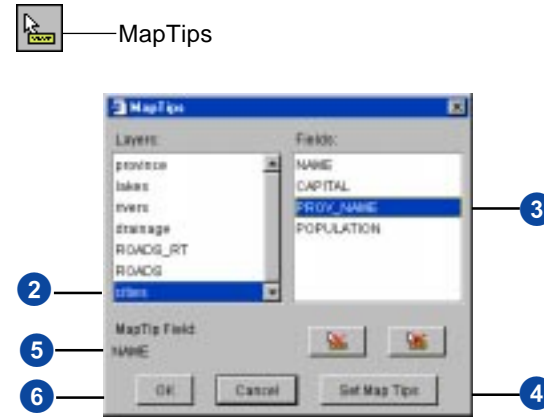 MapTips
MapTips
Layers:
Fields:
province
lakes
rivers
drainage
ROADS_RT
ROADS
cities
NAME
CAPITAL
PROV_NAME
POPULATION
3
2
MapTip Field:
5
NAME
6
OK
Cancel
Set Map Tips
4